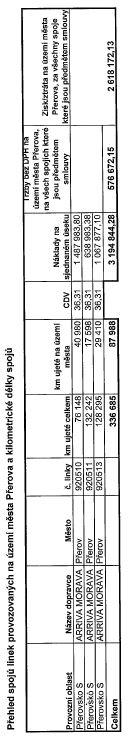 Přehled spojů linek provozovaných na území města Přerova a kilometrické délky spojů
Provozní oblast Název dopravce Město č. linky km ujeté celkem km ujeté na území města CDV Náklady na sjednaném úseku Tržby bez DPH na území města Přerova, na všech spojích které jsou předmětem smlouvy Zisk/ztráta na území města Přerova, za všechny spoje které jsou předmětem smlouvy
Přerovsko S ARRIVA MORAVA Přerov 920510 76 148 40 980 36,31 1 487 983,80
Přerovsko S ARRIVA MORAVA Přerov 920511 132 242 17 598 36,31 638 983,38
Přerovsko S ARRIVA MORAVA Přerov 920513 128 295 29 410 36,31 1 067 877,10
Celkem 336 685 87 988 3 194 844,28 576 672,15 2 618 172,13